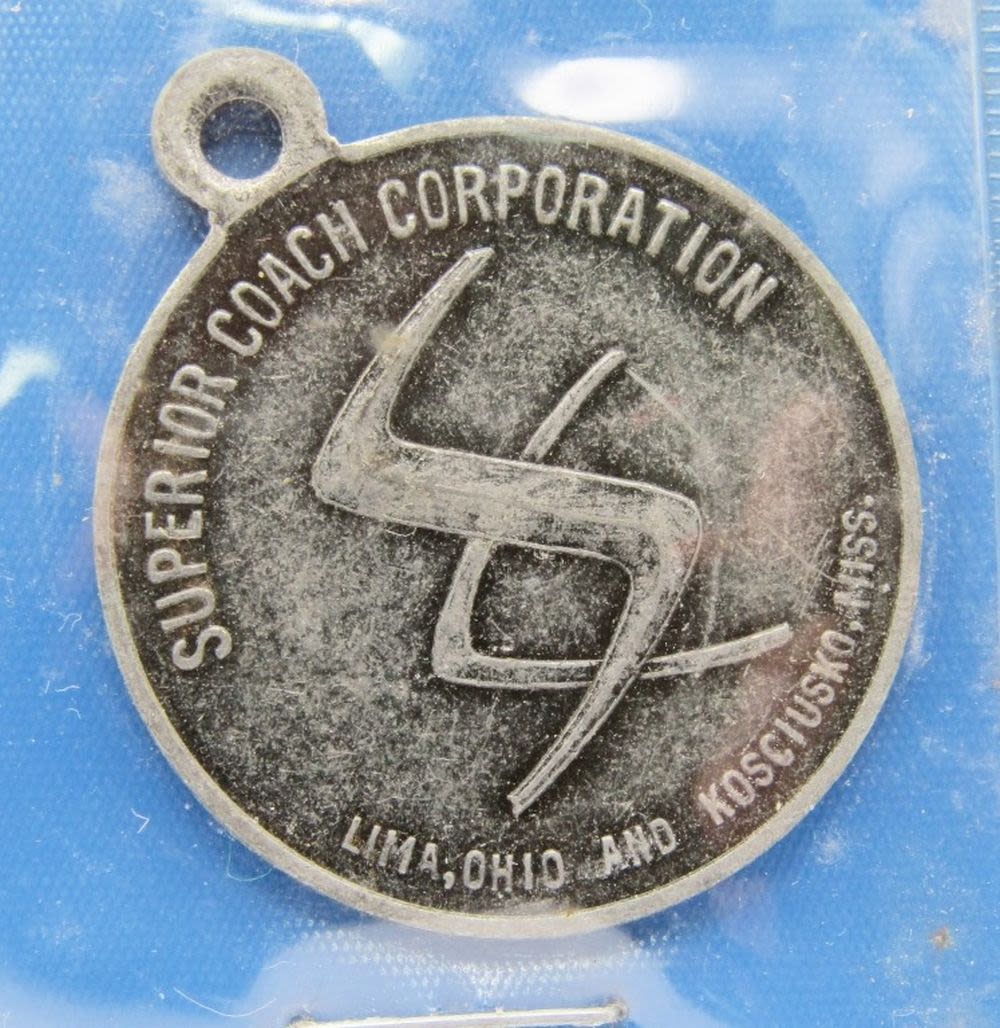 SUPERIOR COACH CORPORATION
LIMA, OHIO AND KOSCIUSKO, MISS.